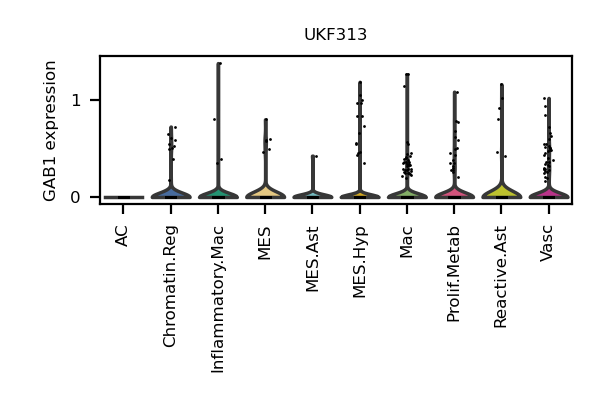 UKF313
GAB1 expression
1
0
AC
Chromatin.Reg
Inflammatory.Mac
MES
MES.Ast
MES.Hyp
Mac
Prolif.Metab
Reactive.Ast
Vasc